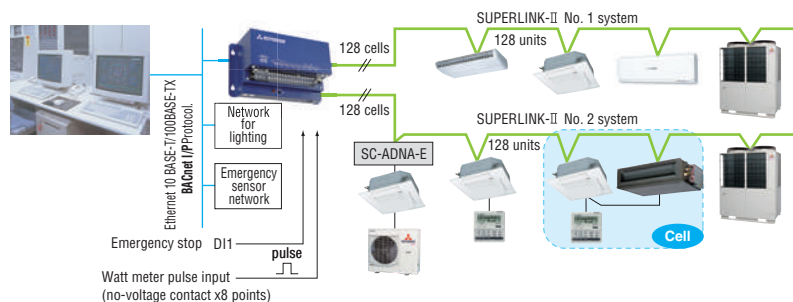 SUPERLINK-II No. 1 system
128 cells
128 units
128 cells
SUPERLINK-II No. 2 system
128 units
Ethernet 10 BASE-T/100BASE-TX
BACnet I/P Protocol.
Network
for
lighting
Emergency
sensor
network
SC-ADNA-E
Cell
Emergency stop DI1
pulse
Watt meter pulse input
(no-voltage contact x8 points)